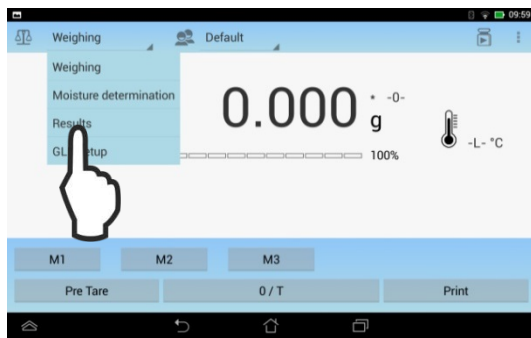 09:59
Weighing Default
Weighing
Moisture determination
Results
0.000 g * -0-
100%
-L- °C
M1 M2 M3
Pre Tare 0 / T Print